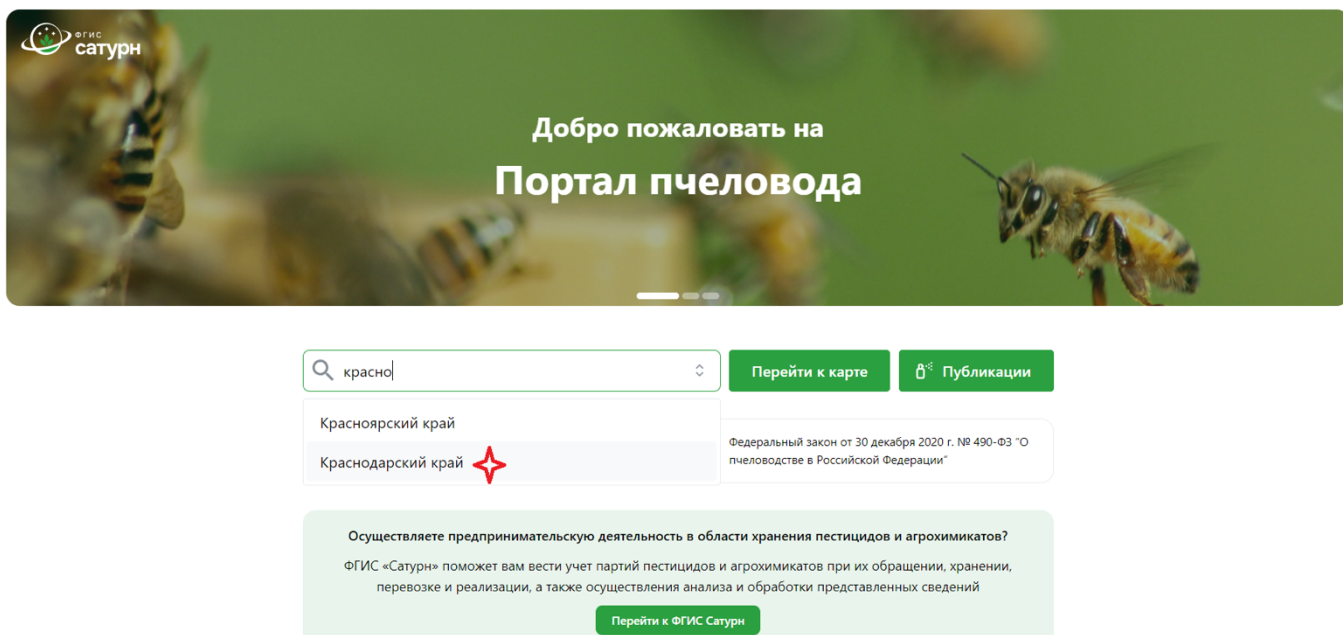 ФГИС
сатурн
Добро пожаловать на
Портал пчеловода
красно
Перейти к карте
Публикации
Красноярский край
Краснодарский край
Федеральный закон от 30 декабря 2020 г. № 490-ФЗ "О
пчеловодстве в Российской Федерации"
Осуществляете предпринимательскую деятельность в области хранения пестицидов и агрохимикатов?
ФГИС «Сатурн» поможет вам вести учет партий пестицидов и агрохимикатов при их обращении, хранении,
перевозке и реализации, а также осуществления анализа и обработки представленных сведений
Перейти к ФГИС Сатурн